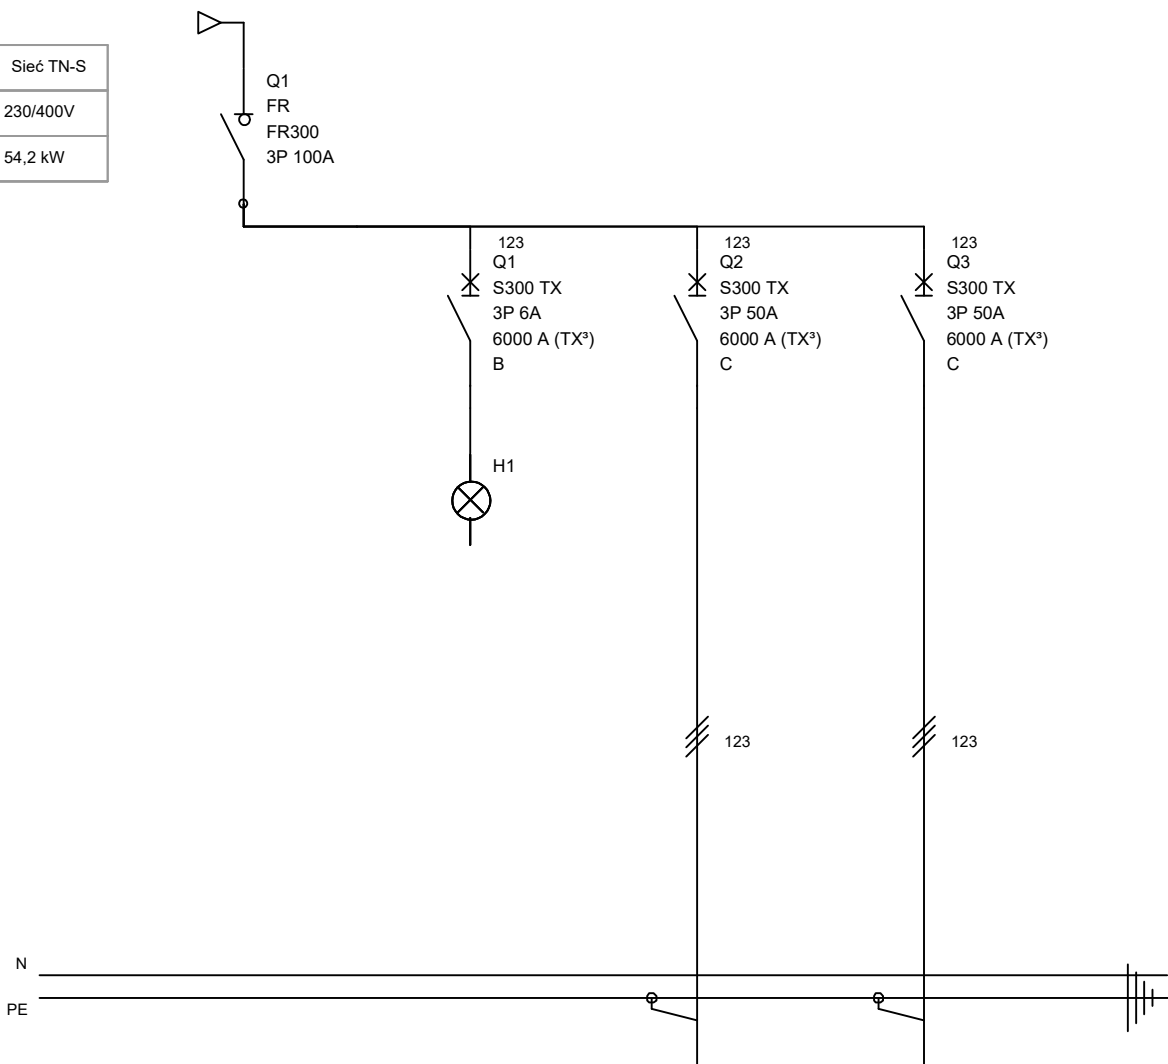 Sieć TN-S
230/400V
54,2 kW
Q1
FR
FR300
3P 100A
123
Q1
S300 TX
3P 6A
6000 A (TX³)
B
H1
123
Q2
S300 TX
3P 50A
6000 A (TX³)
C
123
123
Q3
S300 TX
3P 50A
6000 A (TX³)
C
123
N
PE